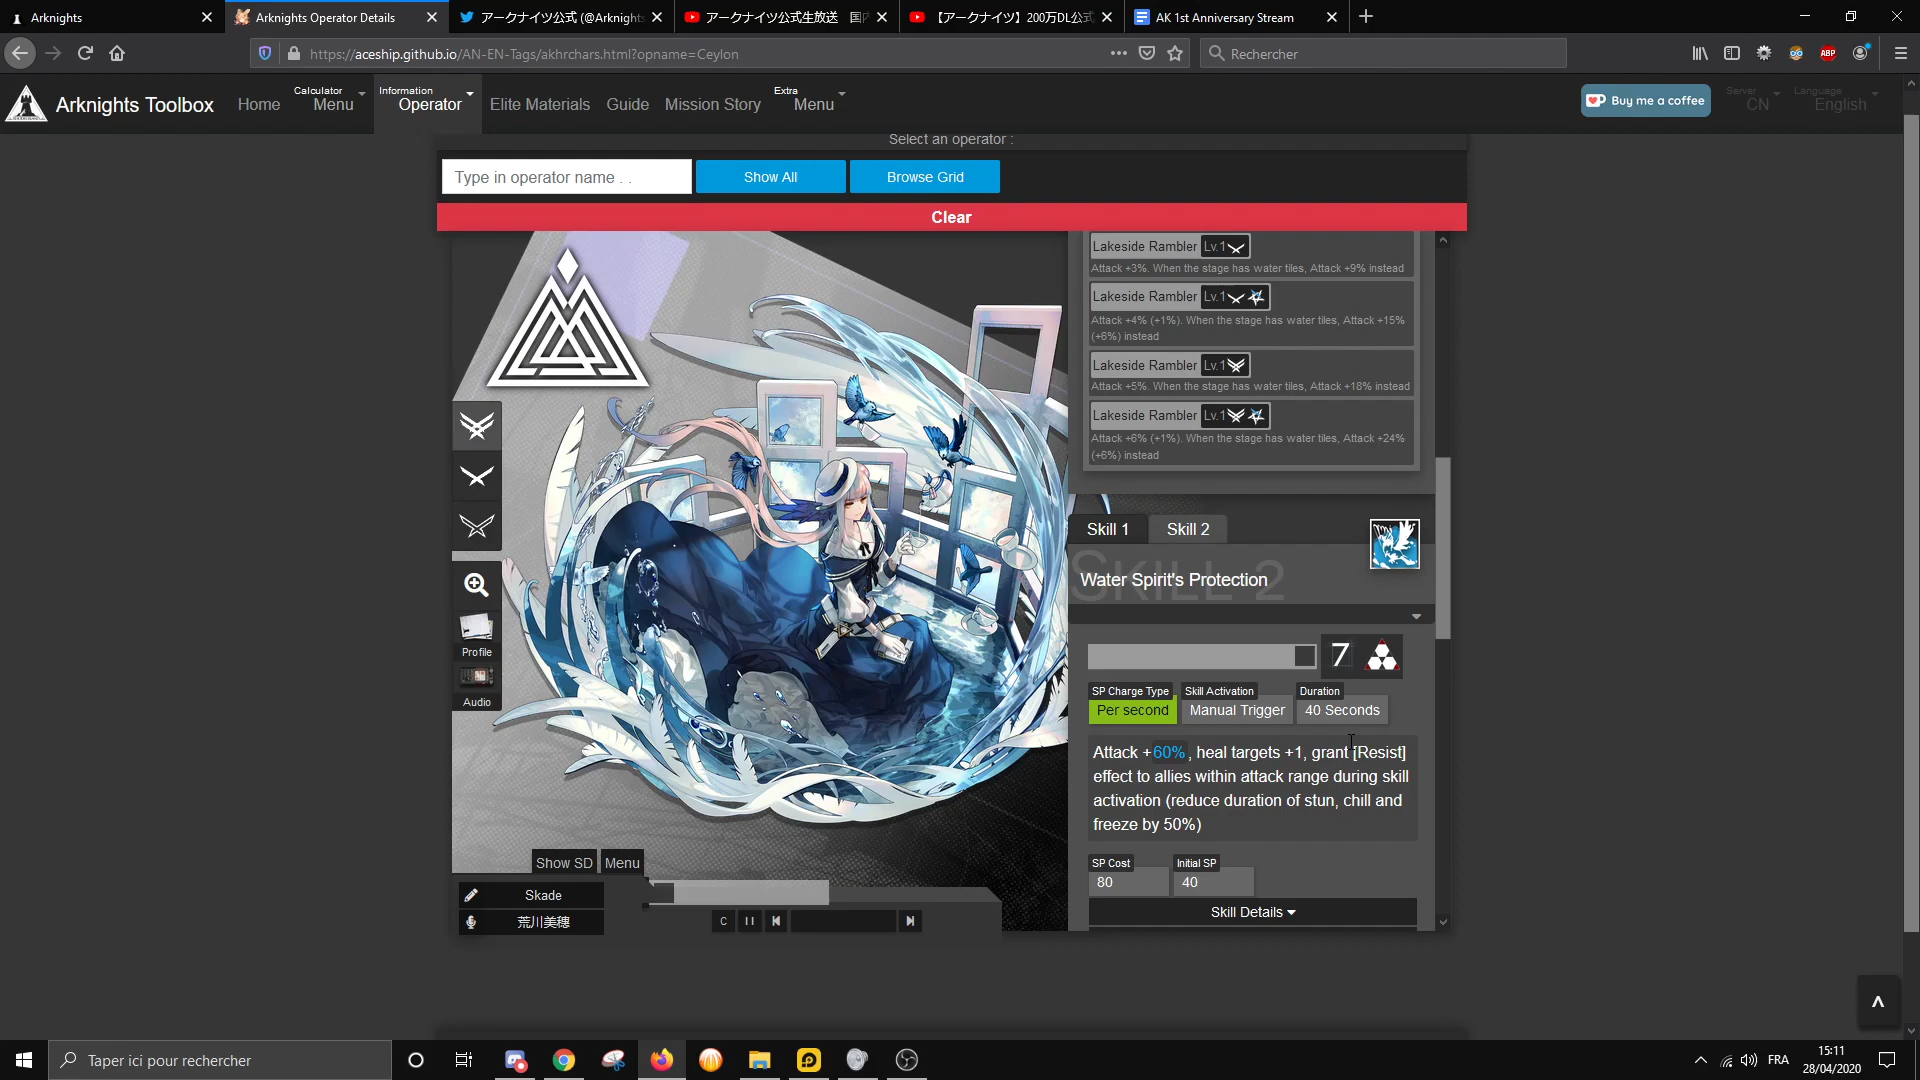 Arknights
Arknights Operator Details
アークナイツ公式 (@Arknights
アークナイツ公式生放送 国内
【アークナイツ】200万DL公式
AK 1st Anniversary Stream
https://aceship.github.io/AN-EN-Tags/akhrchars.html?opname=Ceylon
Rechercher
ABP
Arknights Toolbox
Home
Calculator
Menu
Information
Operator
Elite Materials
Guide
Mission Story
Extra
Menu
Buy me a coffee
Server
CN
Language
English
Select an operator :
Type in operator name . .
Show All
Browse Grid
Clear
Lakeside Rambler Lv.1
Attack +3%. When the stage has water tiles, Attack +9% instead
Lakeside Rambler Lv.1
Attack +4% (+1%). When the stage has water tiles, Attack +15%
(+6%) instead
Lakeside Rambler Lv.1
Attack +5%. When the stage has water tiles, Attack +18% instead
Lakeside Rambler Lv.1
Attack +6% (+1%). When the stage has water tiles, Attack +24%
(+6%) instead
Skill 1
Skill 2
SKILL 2
Water Spirit's Protection
7
SP Charge Type
Skill Activation
Duration
Per second
Manual Trigger
40 Seconds
Attack +60%, heal targets +1, grant [Resist]
effect to allies within attack range during skill
activation (reduce duration of stun, chill and
freeze by 50%)
SP Cost
Initial SP
80
40
Skill Details
Profile
Audio
Show SD
Menu
Skade
荒川美穂
C
Taper ici pour rechercher
FRA
15:11
28/04/2020